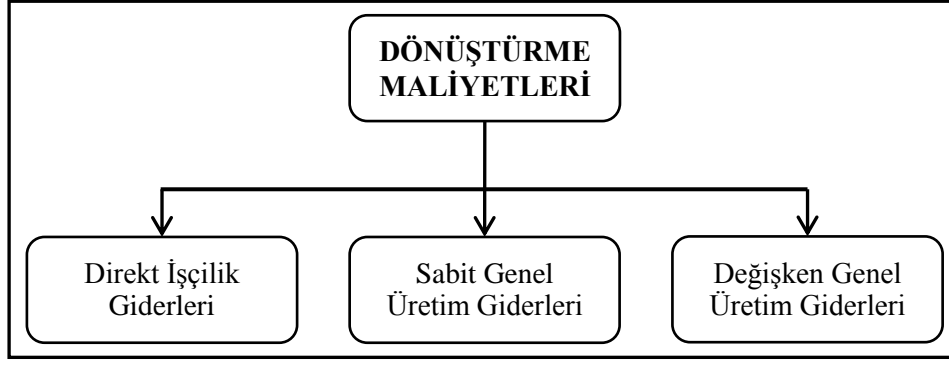 DÖNÜŞTÜRME
MALİYETLERİ
Direkt İşçilik
Giderleri
Sabit Genel
Üretim Giderleri
Değişken Genel
Üretim Giderleri